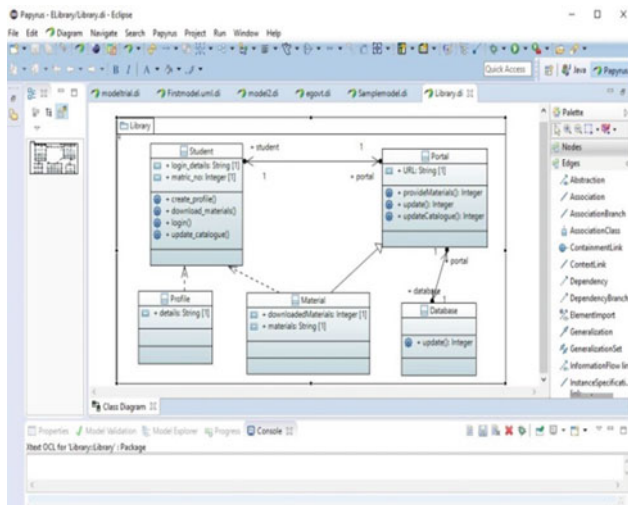 Papyrus - ELibrary/Library.di - Eclipse
File Edit Diagram Navigate Search Papyrus Project Run Window Help
Quick Access
Java
Papyrus
modeltrial.di Firstmodel.uml.di model2.di egovt.di Samplemodel.di Library.di
Library
Student
+ login_details: String [1]
+ matric_no: Integer [1]
+ create_profile()
+ download_materials()
+ login()
+ update_catalogue()
+ student
1
1
+ portal
Portal
+ URL: String [1]
+ provideMaterials(): Integer
+ update(): Integer
+ updateCatalogue(): Integer
1
+ portal
+ database
1
Profile
+ details: String [1]
Material
+ downloadedMaterials: Integer [1]
+ materials: String [1]
Database
+ update(): Integer
Class Diagram
Palette
Nodes
Edges
Abstraction
Association
AssociationBranch
AssociationClass
ContainmentLink
ContextLink
Dependency
DependencyBranch
ElementImport
Generalization
GeneralizationSet
InformationFlow lin
InstanceSpecificati
Properties Model Validation Model Explorer Progress Console
Xtext OCL for 'Library::Library' : Package